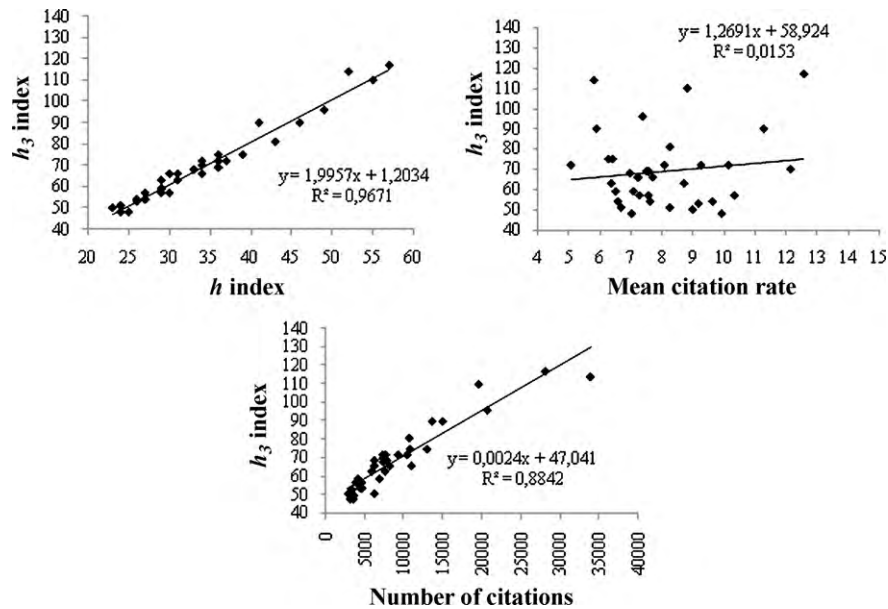 h3 index
140
130
120
110
100
90
80
70
60
50
40
y= 1,9957x + 1,2034
R² = 0,9671
20 25 30 35 40 45 50 55 60
h index
h3 index
140
130
120
110
100
90
80
70
60
50
40
y= 1,2691x + 58,924
R² = 0,0153
4 5 6 7 8 9 10 11 12 13 14 15
Mean citation rate
h3 index
140
130
120
110
100
90
80
70
60
50
40
y= 0,0024x + 47,041
R² = 0,8842
0 5000 10000 15000 20000 25000 30000 35000 40000
Number of citations